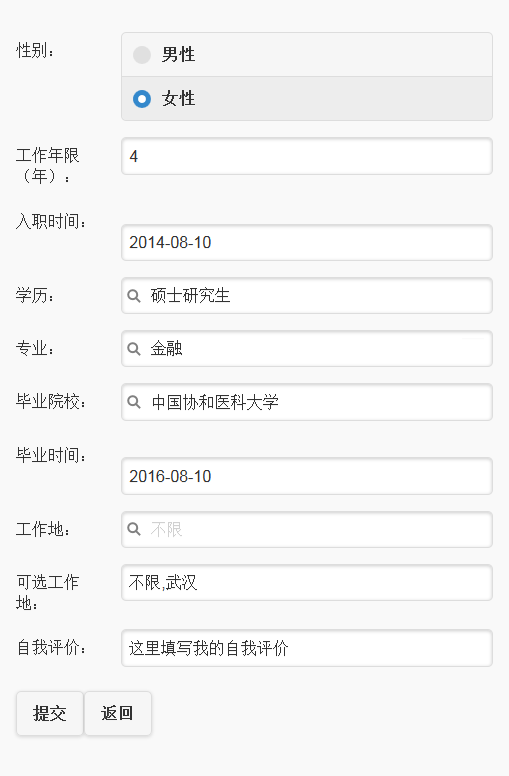 性别：
男性
女性
工作年限
（年）：
4
入职时间：
2014-08-10
学历：
硕士研究生
专业：
金融
毕业院校：
中国协和医科大学
毕业时间：
2016-08-10
工作地：
不限
可选工作
地：
不限,武汉
自我评价：
这里填写我的自我评价
提交
返回